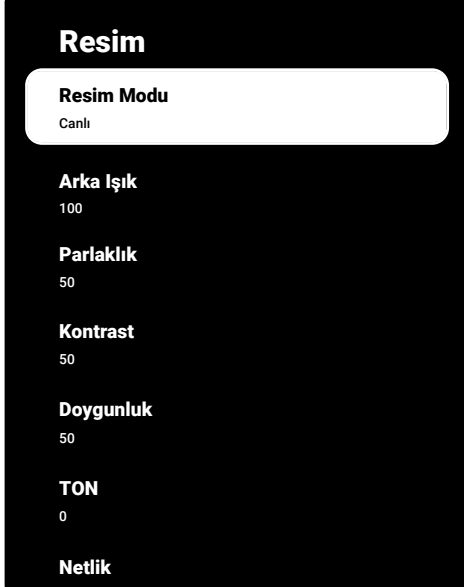 Resim
Resim Modu
Canlı
Arka Işık
100
Parlaklık
50
Kontrast
50
Doygunluk
50
TON
0
Netlik